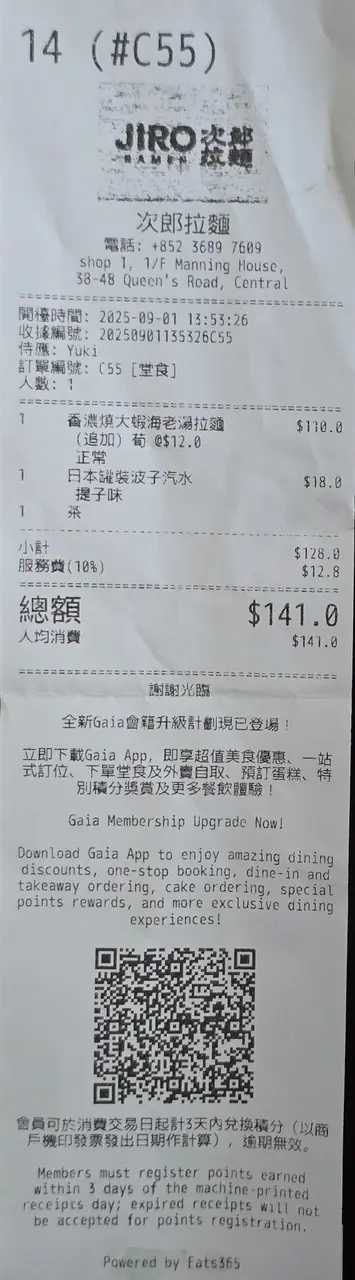 14 (#C55)
JIRO 次郎
RAMEN 拉麵
次郎拉麵
電話: +852 3689 7609
shop 1, 1/F Manning House,
38-48 Queen's Road, Central
開檯時間: 2025-09-01 13:53:26
收據編號: 20250901135326C55
侍應: Yuki
訂單編號: C55 [堂食]
人數: 1
1 香濃燒大蝦海老湯拉麵 $110.0
(追加) 荀 @$12.0
正常
1 日本罐裝波子汽水 $18.0
提子味
1 茶
小計 $128.0
服務費(10%) $12.8
總額 $141.0
人均消費 $141.0
謝謝光臨
全新Gaia會籍升級計劃現已登場！
立即下載Gaia App, 即享超值美食優惠、一站
式訂位、下單堂食及外賣自取、預訂蛋糕、特
別積分獎賞及更多餐飲體驗！
Gaia Membership Upgrade Now!
Download Gaia App to enjoy amazing dining
discounts, one-stop booking, dine-in and
takeaway ordering, cake ordering, special
points rewards, and more exclusive dining
experiences!
會員可於消費交易日起計3天內兌換積分（以商
戶機印發票發出日期作計算）, 逾期無效。
Members must register points earned
within 3 days of the machine-printed
receipts day; expired receipts will not
be accepted for points registration.
Powered by Eats365